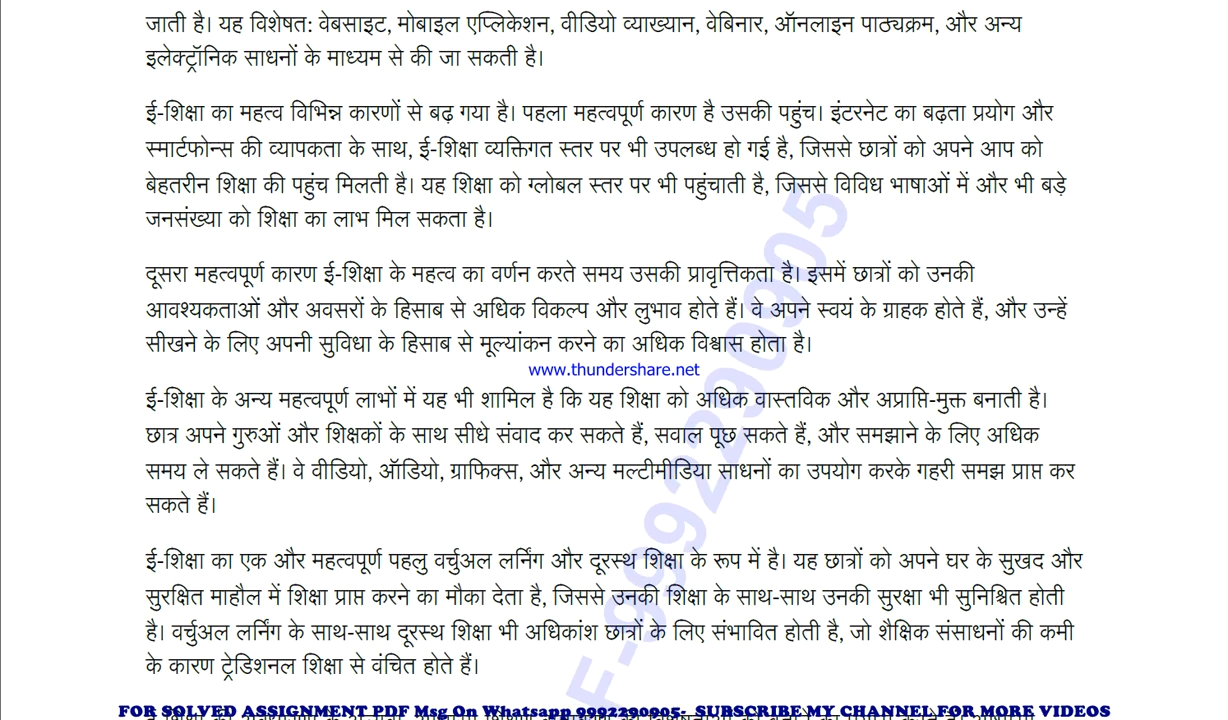 जाती है। यह विशेषत: वेबसाइट, मोबाइल एप्लिकेशन, वीडियो व्याख्यान, वेबिनार, ऑनलाइन पाठ्यक्रम, और अन्य
इलेक्ट्रॉनिक साधनों के माध्यम से की जा सकती है।
ई-शिक्षा का महत्व विभिन्न कारणों से बढ़ गया है। पहला महत्वपूर्ण कारण है उसकी पहुंच। इंटरनेट का बढ़ता प्रयोग और
स्मार्टफोन्स की व्यापकता के साथ, ई-शिक्षा व्यक्तिगत स्तर पर भी उपलब्ध हो गई है, जिससे छात्रों को अपने आप को
बेहतरीन शिक्षा की पहुंच मिलती है। यह शिक्षा को ग्लोबल स्तर पर भी पहुंचाती है, जिससे विविध भाषाओं में और भी बड़े
जनसंख्या को शिक्षा का लाभ मिल सकता है।
दूसरा महत्वपूर्ण कारण ई-शिक्षा के महत्व का वर्णन करते समय उसकी प्रावृत्तिकता है। इसमें छात्रों को उनकी
आवश्यकताओं और अवसरों के हिसाब से अधिक विकल्प और लुभाव होते हैं। वे अपने स्वयं के ग्राहक होते हैं, और उन्हें
सीखने के लिए अपनी सुविधा के हिसाब से मूल्यांकन करने का अधिक विश्वास होता है।
www.thundershare.net
ई-शिक्षा के अन्य महत्वपूर्ण लाभों में यह भी शामिल है कि यह शिक्षा को अधिक वास्तविक और अप्राप्ति-मुक्त बनाती है।
छात्र अपने गुरुओं और शिक्षकों के साथ सीधे संवाद कर सकते हैं, सवाल पूछ सकते हैं, और समझाने के लिए अधिक
समय ले सकते हैं। वे वीडियो, ऑडियो, ग्राफिक्स, और अन्य मल्टीमीडिया साधनों का उपयोग करके गहरी समझ प्राप्त कर
सकते हैं।
ई-शिक्षा का एक और महत्वपूर्ण पहलु वर्चुअल लर्निंग और दूरस्थ शिक्षा के रूप में है। यह छात्रों को अपने घर के सुखद और
सुरक्षित माहौल में शिक्षा प्राप्त करने का मौका देता है, जिससे उनकी शिक्षा के साथ-साथ उनकी सुरक्षा भी सुनिश्चित होती
है। वर्चुअल लर्निंग के साथ-साथ दूरस्थ शिक्षा भी अधिकांश छात्रों के लिए संभावित होती है, जो शैक्षिक संसाधनों की कमी
के कारण ट्रेडिशनल शिक्षा से वंचित होते हैं।
F-9992290905
FOR SOLVED ASSIGNMENT PDF Msg On Whatsapp 9992290905- SUBSCRIBE MY CHANNEL FOR MORE VIDEOS